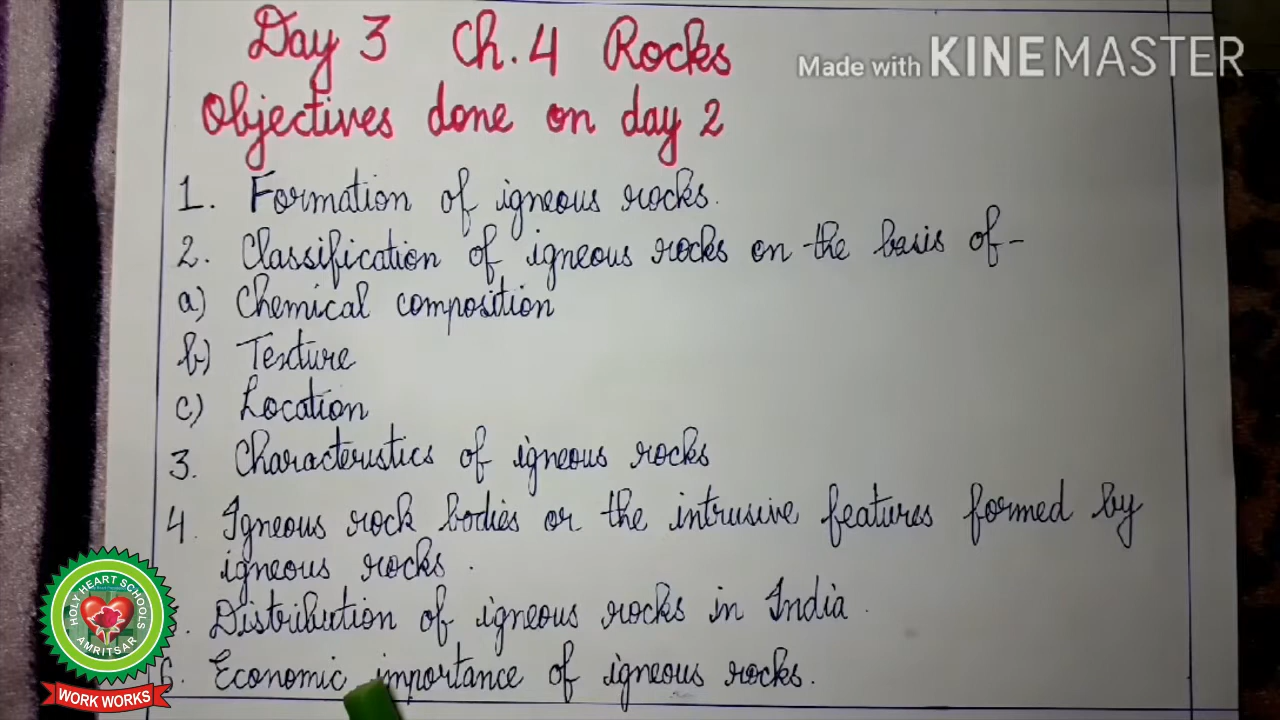 Day 3 Ch. 4 Rocks
Made with KINEMASTER
Objectives done on day 2
1. Formation of igneous rocks.
2. Classification of igneous rocks on the basis of -
a) Chemical composition
b) Texture
c) Location
3. Characteristics of igneous rocks
4. Igneous rock bodies or the intrusive features formed by
igneous rocks.
Distribution of igneous rocks in India.
6. Economic importance of igneous rocks.
HOLY HEART SCHOOLS
AMRITSAR
WORK WORKS